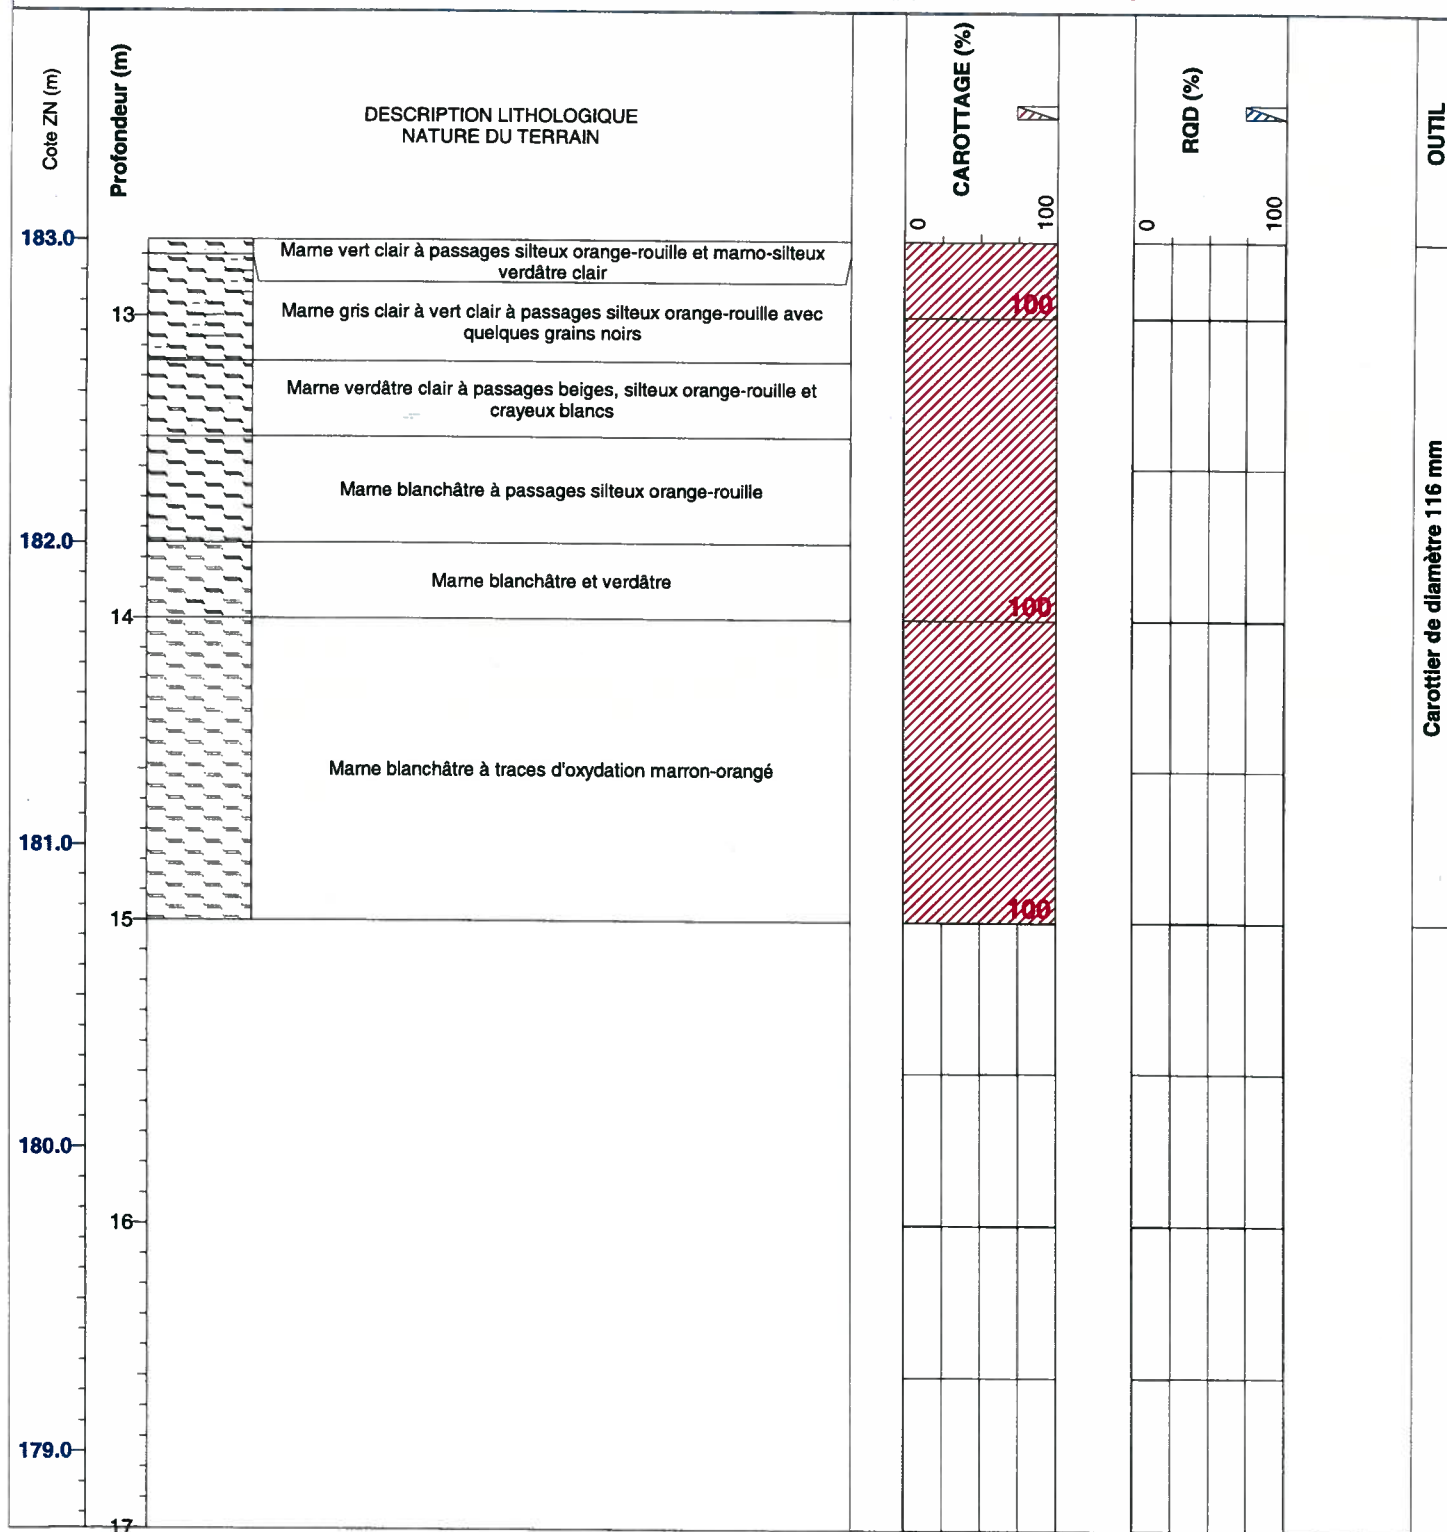 Cote ZN (m)
Profondeur (m)
DESCRIPTION LITHOLOGIQUE
NATURE DU TERRAIN
CAROTTAGE (%)
0
100
RQD (%)
0
100
OUTIL
183.0
Marne vert clair à passages silteux orange-rouille et marno-silteux
verdâtre clair
13
Marne gris clair à vert clair à passages silteux orange-rouille avec
quelques grains noirs
100
Marne verdâtre clair à passages beiges, silteux orange-rouille et
crayeux blancs
Marne blanchâtre à passages silteux orange-rouille
182.0
Marne blanchâtre et verdâtre
14
100
Marne blanchâtre à traces d'oxydation marron-orangé
Carottier de diamètre 116 mm
181.0
15
100
180.0
16
179.0
17